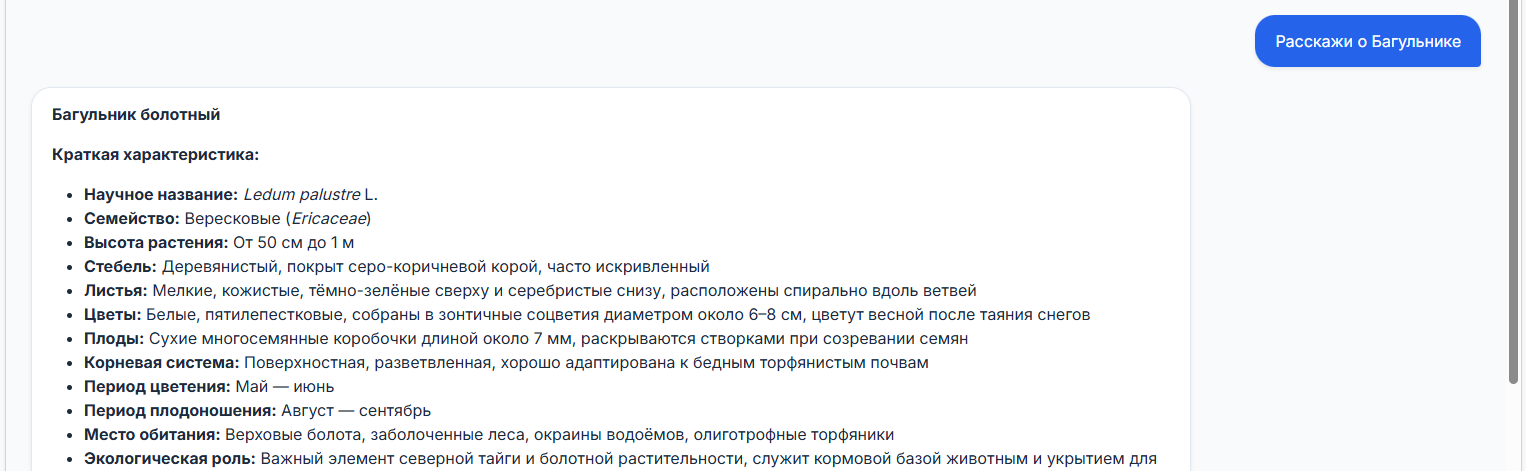 Расскажи о Багульнике
Багульник болотный
Краткая характеристика:
• Научное название: Ledum palustre L.
• Семейство: Вересковые (Ericaceae)
• Высота растения: От 50 см до 1 м
• Стебель: Деревянистый, покрыт серо-коричневой корой, часто искривленный
• Листья: Мелкие, кожистые, тёмно-зелёные сверху и серебристые снизу, расположены спирально вдоль ветвей
• Цветы: Белые, пятилепестковые, собраны в зонтичные соцветия диаметром около 6–8 см, цветут весной после таяния снегов
• Плоды: Сухие многосемянные коробочки длиной около 7 мм, раскрываются створками при созревании семян
• Корневая система: Поверхностная, разветвленная, хорошо адаптирована к бедным торфянистым почвам
• Период цветения: Май — июнь
• Период плодоношения: Август — сентябрь
• Место обитания: Верховые болота, заболоченные леса, окраины водоёмов, олиготрофные торфяники
• Экологическая роль: Важный элемент северной тайги и болотной растительности, служит кормовой базой животным и укрытием для